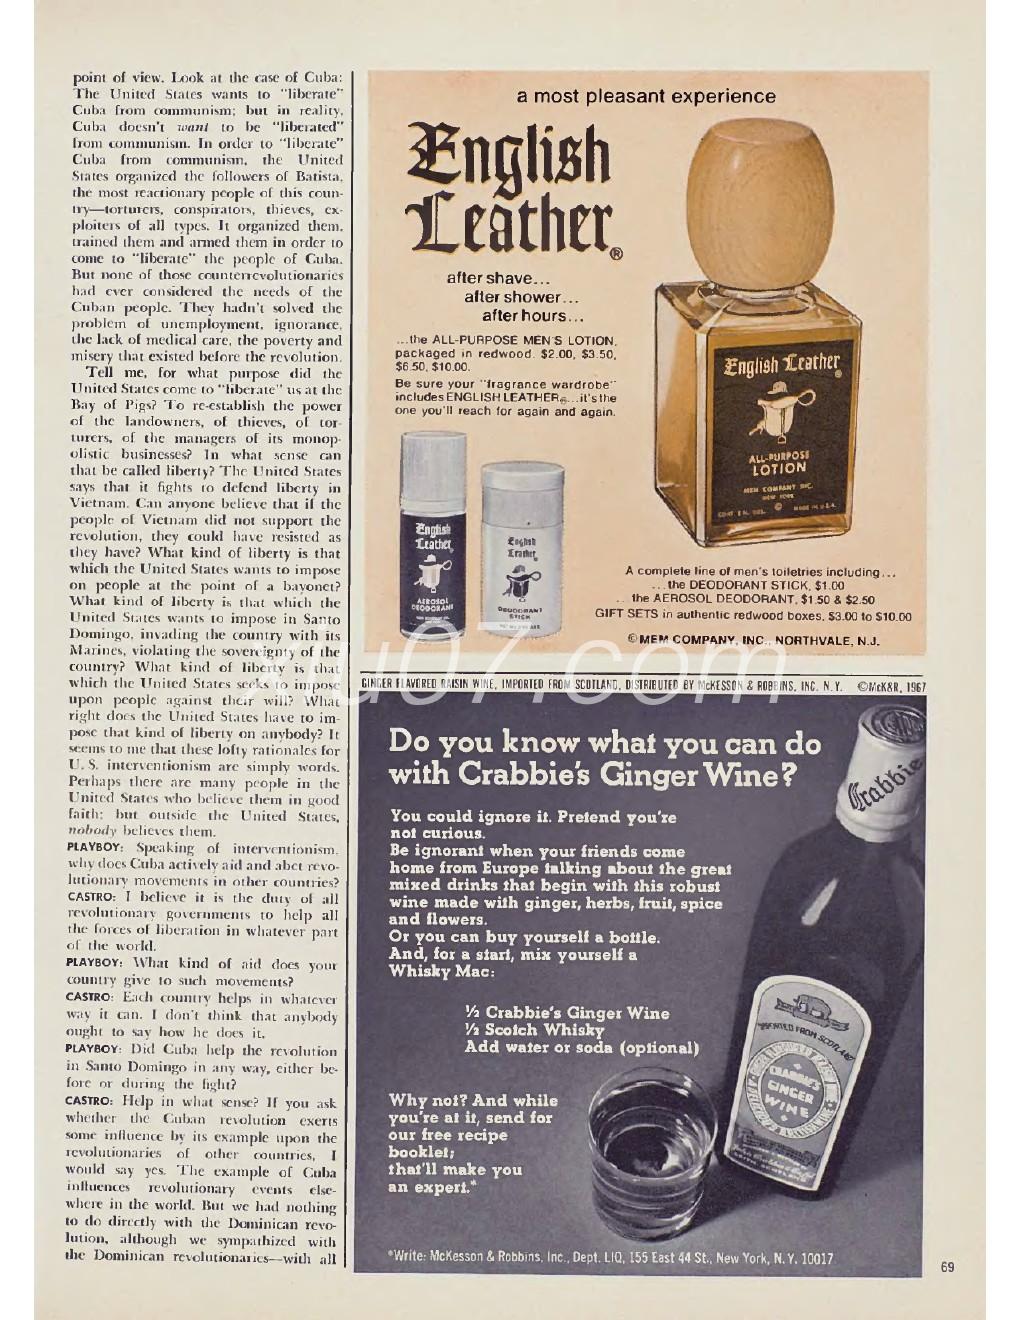 point of view. Look at the case of Cuba:
The United States wants to "liberate"
Cuba from communism; but in reality,
Cuba doesn't want to be "liberated"
from communism. In order to "liberate"
Cuba from communism, the United
States organized the followers of Batista,
the most reactionary people of this coun-
try—torturers, conspirators, thieves, ex-
ploiters of all types. It organized them,
trained them and armed them in order to
come to "liberate" the people of Cuba.
But none of those counterrevolutionaries
had ever considered the needs of the
Cuban people. They hadn't solved the
problem of unemployment, ignorance,
the lack of medical care, the poverty and
misery that existed before the revolution.
Tell me, for what purpose did the
United States come to "liberate" us at the
Bay of Pigs? To re-establish the power
of the landowners, of thieves, of tor-
turers, of the managers of its monop-
olistic businesses? In what sense can
that be called liberty? The United States
says that it fights to defend liberty in
Vietnam. Can anyone believe that if the
people of Vietnam did not support the
revolution, they could have resisted as
they have? What kind of liberty is that
which the United States wants to impose
on people at the point of a bayonet?
What kind of liberty is that which the
United States wants to impose in Santo
Domingo, invading the country with its
Marines, violating the sovereignty of the
country? What kind of liberty is that
which the United States seeks to impose
upon people against their will? What
right does the United States have to im-
pose that kind of liberty on anybody? It
seems to me that these lofty rationales for
U. S. interventionism are simply words.
Perhaps there are many people in the
United States who believe them in good
faith; but outside the United States,
nobody believes them.
PLAYBOY: Speaking of interventionism,
why does Cuba actively aid and abet revo-
lutionary movements in other countries?
CASTRO: I believe it is the duty of all
revolutionary governments to help all
the forces of liberation in whatever part
of the world.
PLAYBOY: What kind of aid does your
country give to such movements?
CASTRO: Each country helps in whatever
way it can. I don't think that anybody
ought to say how he does it.
PLAYBOY: Did Cuba help the revolution
in Santo Domingo in any way, either be-
fore or during the fight?
CASTRO: Help in what sense? If you ask
whether the Cuban revolution exerts
some influence by its example upon the
revolutionaries of other countries, I
would say yes. The example of Cuba
influences revolutionary events else-
where in the world. But we had nothing
to do directly with the Dominican revo-
lution, although we sympathized with
the Dominican revolutionaries—with all
a most pleasant experience
English
Leather®
after shave...
after shower...
after hours...
...the ALL-PURPOSE MEN'S LOTION,
packaged in redwood. $2.00, $3.50,
$6.50, $10.00.
Be sure your "fragrance wardrobe"
includes ENGLISH LEATHER®...it's the
one you'll reach for again and again.
English Leather®
ALL-PURPOSE
LOTION
MEM COMPANY INC.
NEW YORK
MADE IN U.S.A.
English
Leather
AEROSOL
DEODORANT
English
Leather
DEODORANT
STICK
A complete line of men's toiletries including...
...the DEODORANT STICK, $1.00
...the AEROSOL DEODORANT, $1.50 & $2.50
GIFT SETS in authentic redwood boxes, $3.00 to $10.00
© MEM COMPANY, INC., NORTHVALE, N.J.
xiu07.com
GINGER FLAVORED RAISIN WINE, IMPORTED FROM SCOTLAND, DISTRIBUTED BY McKESSON & ROBBINS, INC. N.Y. ©McK&R, 1967
Do you know what you can do
with Crabbie's Ginger Wine?
You could ignore it. Pretend you're
not curious.
Be ignorant when your friends come
home from Europe talking about the great
mixed drinks that begin with this robust
wine made with ginger, herbs, fruit, spice
and flowers.
Or you can buy yourself a bottle.
And, for a start, mix yourself a
Whisky Mac:
½ Crabbie's Ginger Wine
½ Scotch Whisky
Add water or soda (optional)
Why not? And while
you're at it, send for
our free recipe
booklet;
that'll make you
an expert.*
Crabbie
IMPORTED FROM SCOTLAND
CRABBIE'S
GINGER
WINE
*Write: McKesson & Robbins, Inc., Dept. LIQ, 155 East 44 St., New York, N.Y. 10017
69